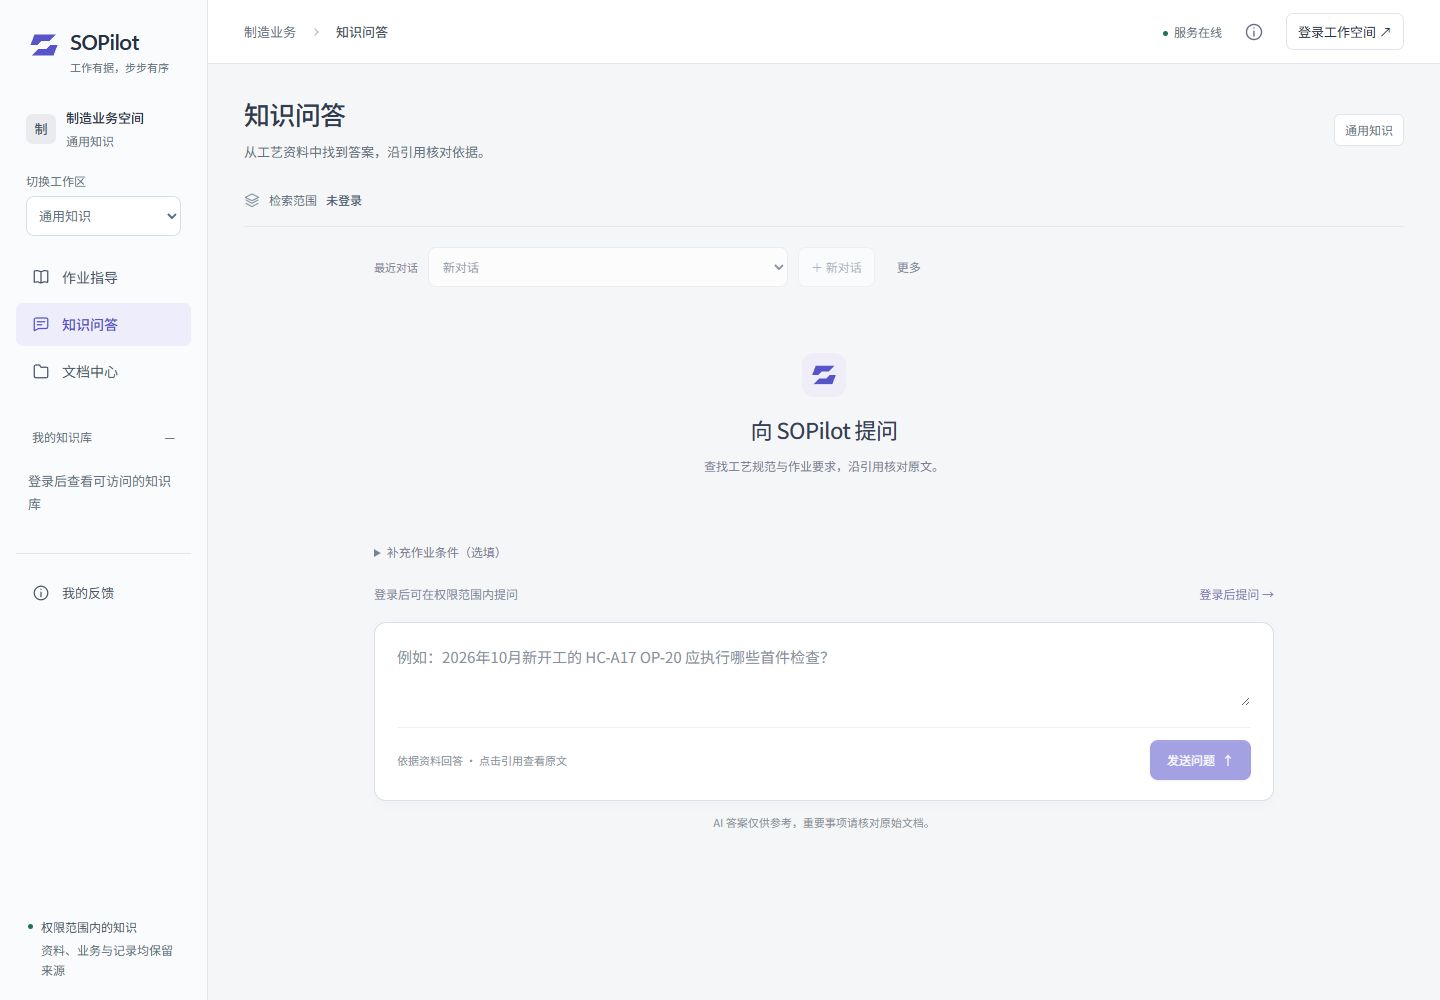 SOPilot
工作有据，步步有序
制
制造业务空间
通用知识
切换工作区
通用知识
作业指导
知识问答
文档中心
我的知识库
—
登录后查看可访问的知识
库
我的反馈
权限范围内的知识
资料、业务与记录均保留
来源
制造业务 › 知识问答
服务在线
登录工作空间 ↗
知识问答
从工艺资料中找到答案，沿引用核对依据。
通用知识
检索范围 未登录
最近对话 新对话 ＋ 新对话 更多
向 SOPilot 提问
查找工艺规范与作业要求，沿引用核对原文。
▶ 补充作业条件（选填）
登录后可在权限范围内提问 登录后提问 →
例如：2026年10月新开工的 HC-A17 OP-20 应执行哪些首件检查？
依据资料回答 · 点击引用查看原文 发送问题 ↑
AI 答案仅供参考，重要事项请核对原始文档。